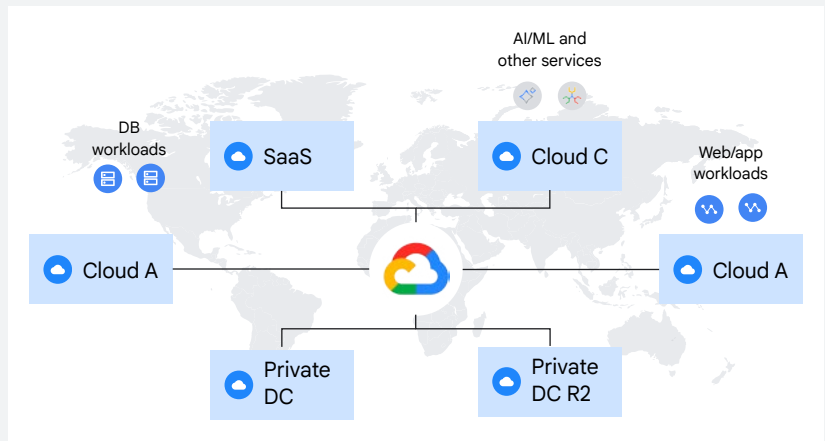 AI/ML and
other services
DB
workloads
SaaS
Cloud C
Web/app
workloads
Cloud A
Cloud A
Private
DC
Private
DC R2